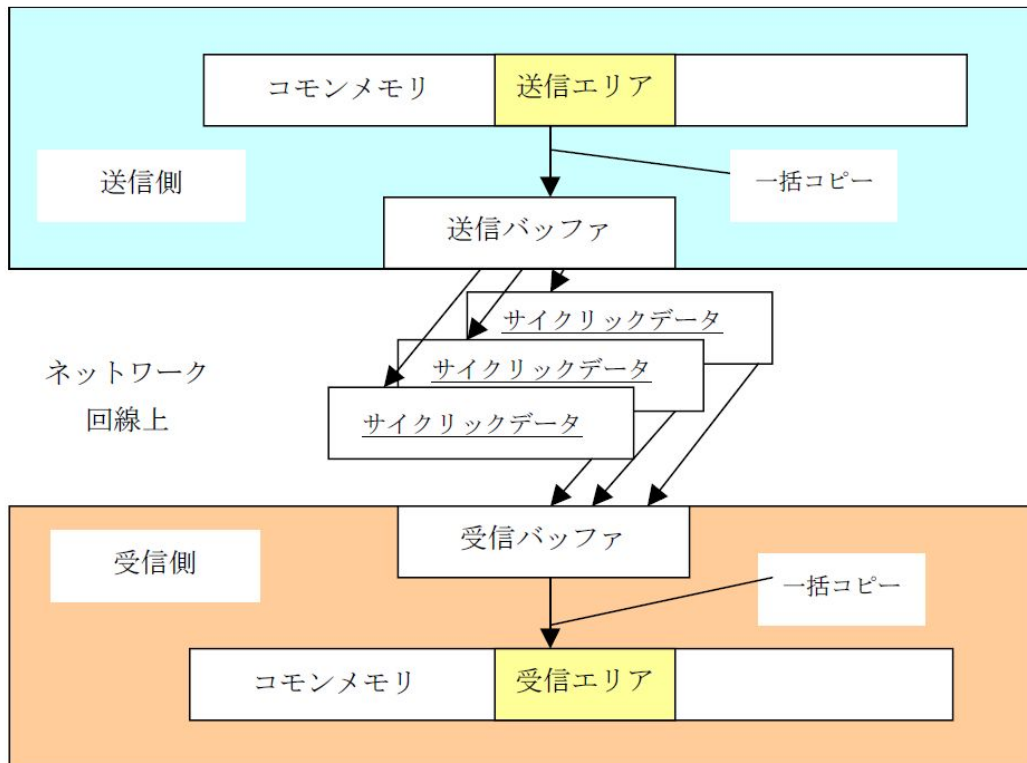 コモンメモリ
送信エリア
送信側
一括コピー
送信バッファ
サイクリックデータ
ネットワーク
回線上
サイクリックデータ
サイクリックデータ
受信バッファ
受信側
一括コピー
コモンメモリ
受信エリア